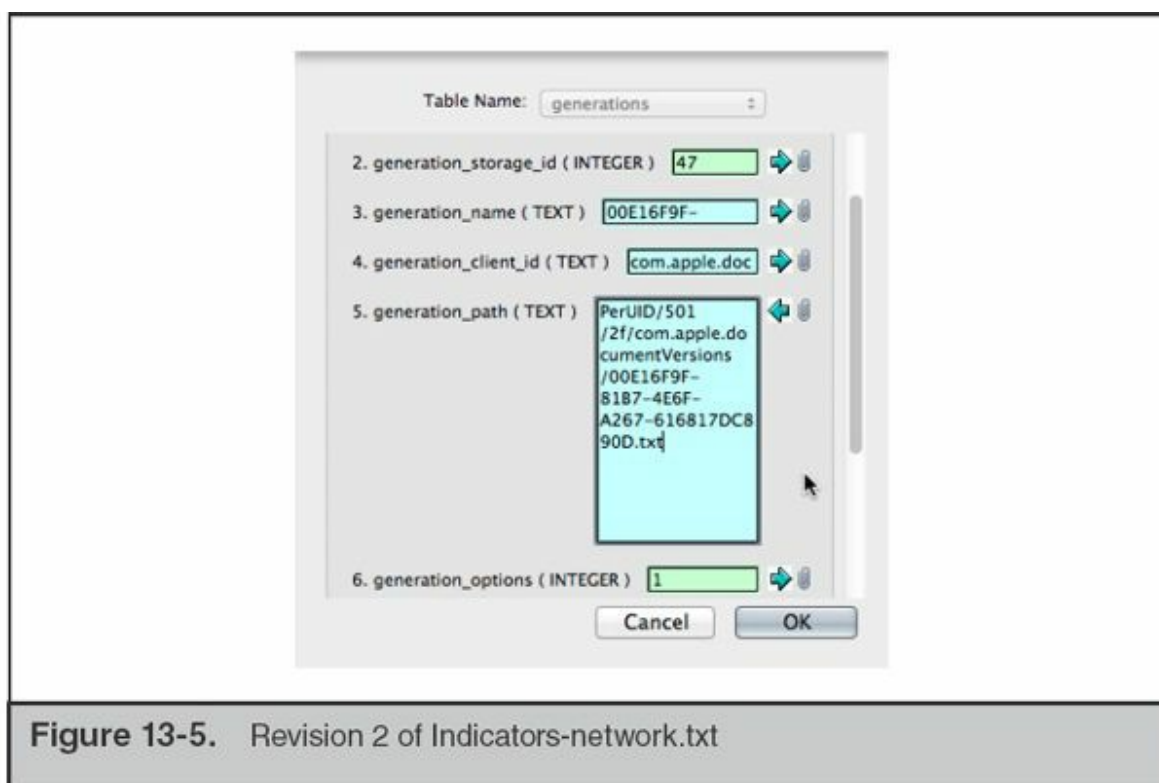 Table Name: generations
2. generation_storage_id ( INTEGER ) 47
3. generation_name ( TEXT ) 00E16F9F-
4. generation_client_id ( TEXT ) com.apple.doc
5. generation_path ( TEXT ) PerUID/501
/2f/com.apple.do
cumentVersions
/00E16F9F-
81B7-4E6F-
A267-616817DC8
90D.txt
6. generation_options ( INTEGER ) 1
Cancel OK
Figure 13-5. Revision 2 of Indicators-network.txt